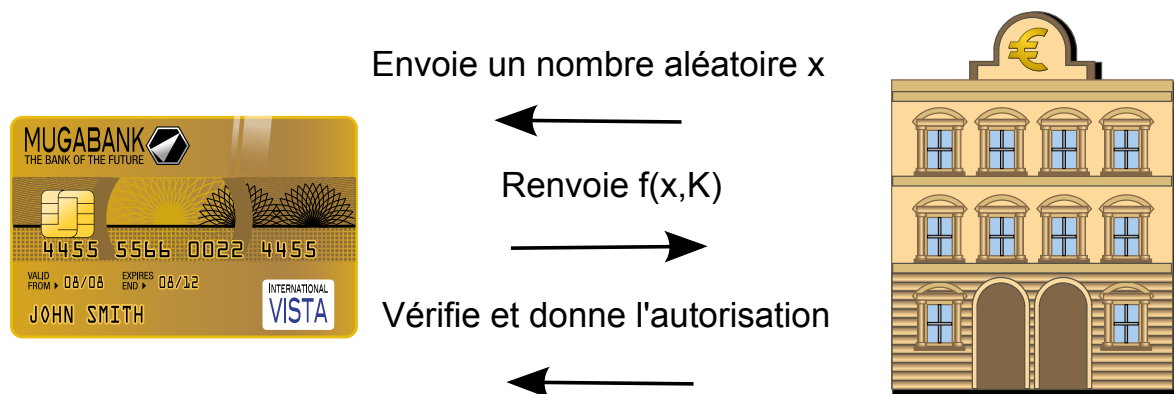 Envoie un nombre aléatoire x
Renvoie f(x,K)
Vérifie et donne l'autorisation
MUGABANK
THE BANK OF THE FUTURE
4455 5566 0022 4455
VALID FROM ▸ 08/08 EXPIRES END ▸ 08/12
JOHN SMITH
INTERNATIONAL
VISTA
€